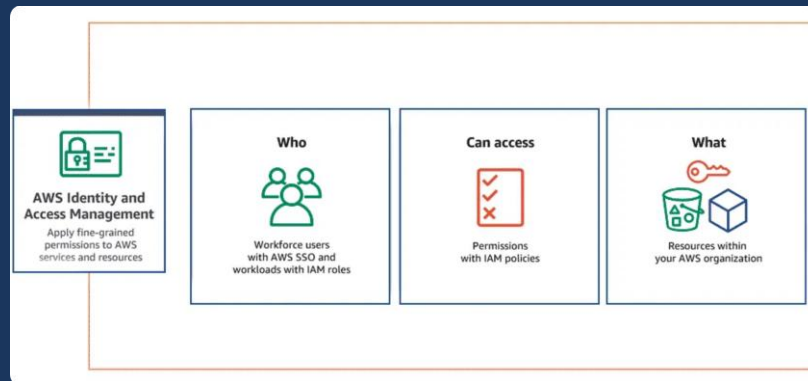 AWS Identity and
Access Management
Apply fine-grained
permissions to AWS
services and resources
Who
Workforce users
with AWS SSO and
workloads with IAM roles
Can access
Permissions
with IAM policies
What
Resources within
your AWS organization